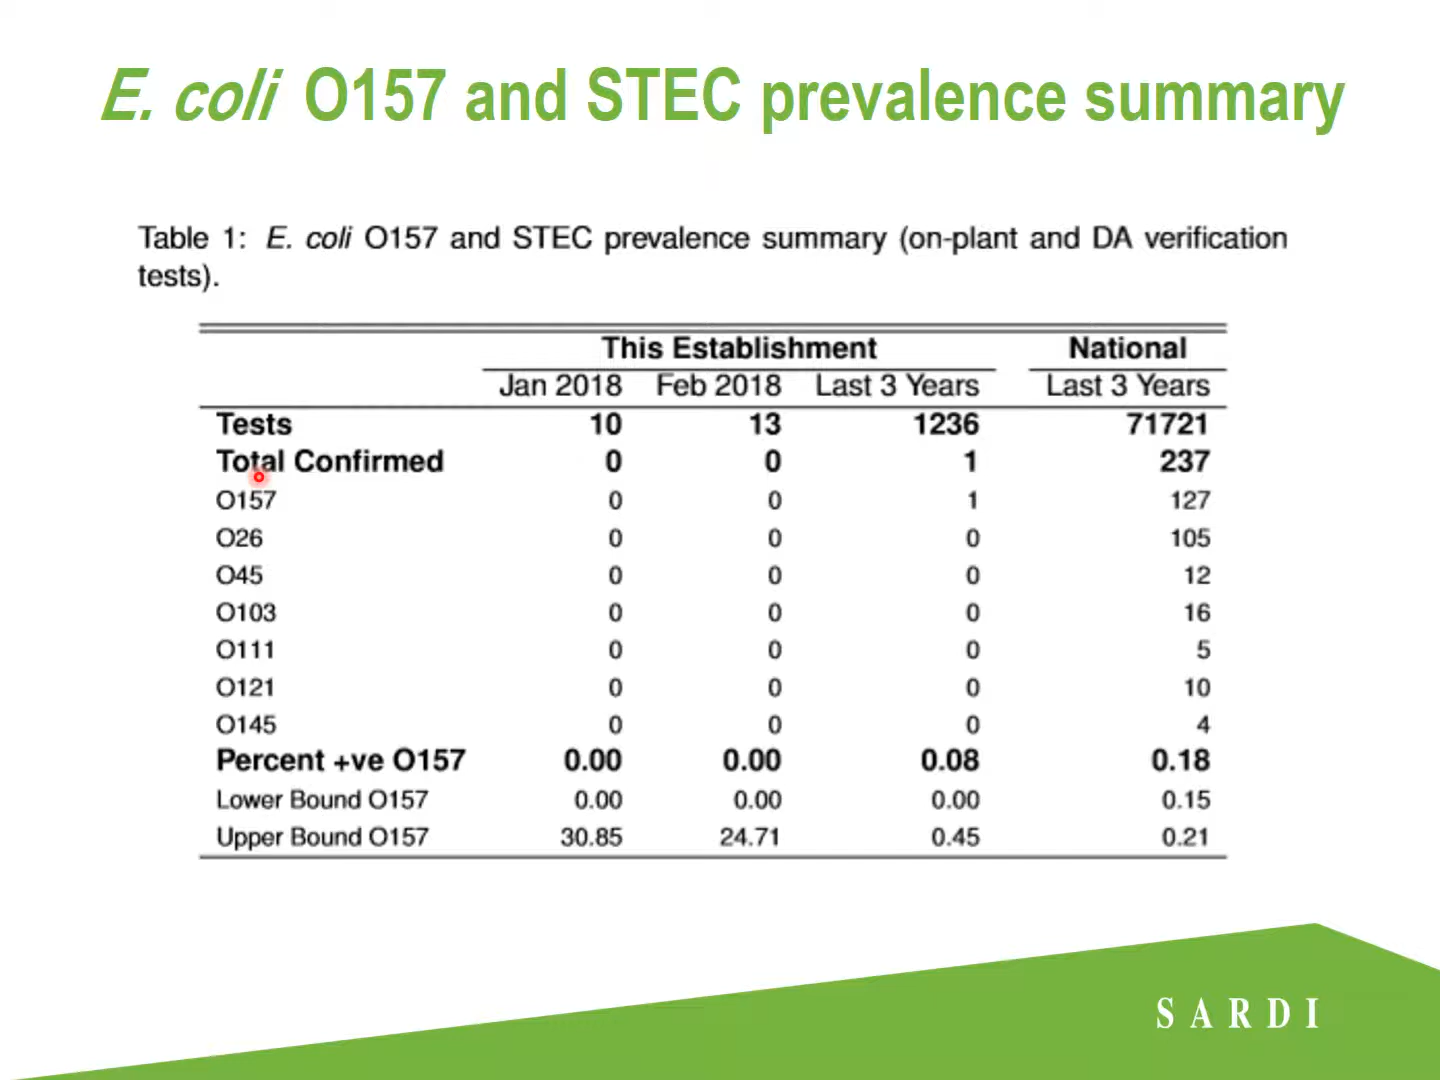 E. coli O157 and STEC prevalence summary
Table 1: E. coli O157 and STEC prevalence summary (on-plant and DA verification
tests).
This Establishment National
Jan 2018 Feb 2018 Last 3 Years Last 3 Years
Tests 10 13 1236 71721
Total Confirmed 0 0 1 237
O157 0 0 1 127
O26 0 0 0 105
O45 0 0 0 12
O103 0 0 0 16
O111 0 0 0 5
O121 0 0 0 10
O145 0 0 0 4
Percent +ve O157 0.00 0.00 0.08 0.18
Lower Bound O157 0.00 0.00 0.00 0.15
Upper Bound O157 30.85 24.71 0.45 0.21
SARDI